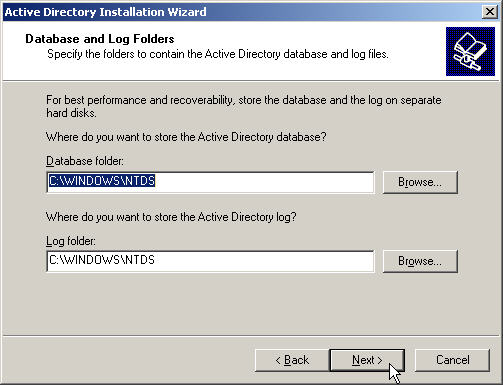 Active Directory Installation Wizard
Database and Log Folders
Specify the folders to contain the Active Directory database and log files.
For best performance and recoverability, store the database and the log on separate
hard disks.
Where do you want to store the Active Directory database?
Database folder:
C:\WINDOWS\NTDS
Browse...
Where do you want to store the Active Directory log?
Log folder:
C:\WINDOWS\NTDS
Browse...
< Back
Next >
Cancel